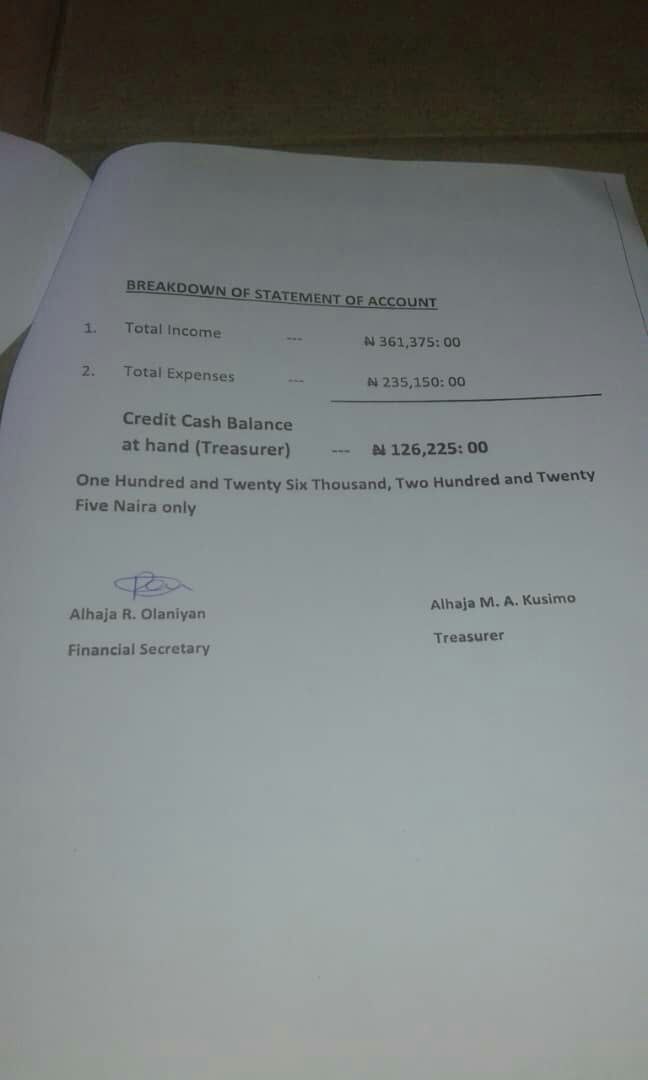 BREAKDOWN OF STATEMENT OF ACCOUNT
1. Total Income --- ₦ 361,375: 00
2. Total Expenses --- ₦ 235,150: 00
Credit Cash Balance
at hand (Treasurer) --- ₦ 126,225: 00
One Hundred and Twenty Six Thousand, Two Hundred and Twenty
Five Naira only
Alhaja R. Olaniyan Alhaja M. A. Kusimo
Financial Secretary Treasurer